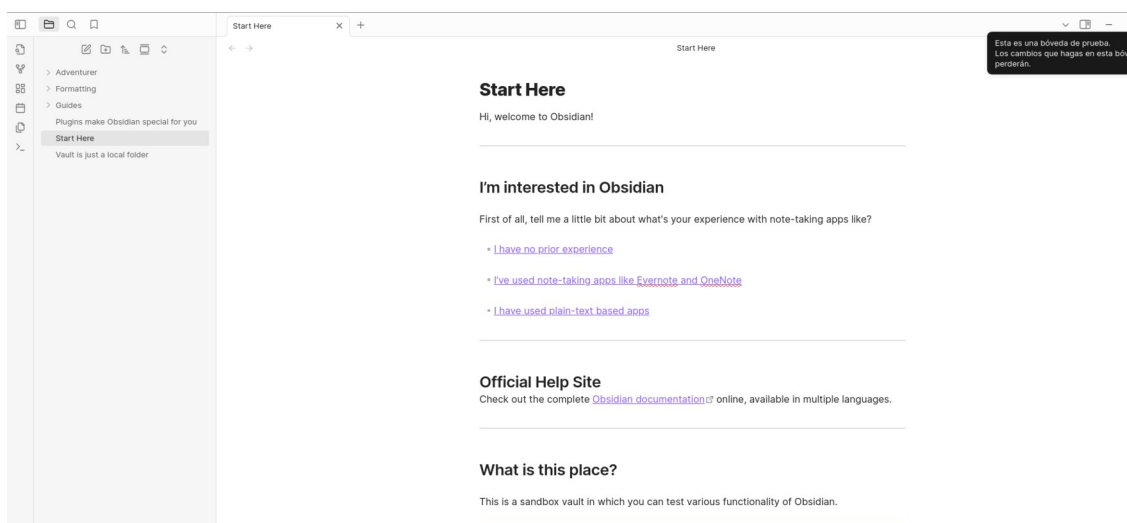 Start Here
Start Here
Esta es una bóveda de prueba.
Los cambios que hagas en esta
perderán.
Adventurer
Formatting
Guides
Plugins make Obsidian special for you
Start Here
Vault is just a local folder
Start Here
Hi, welcome to Obsidian!
I'm interested in Obsidian
First of all, tell me a little bit about what's your experience with note-taking apps like?
I have no prior experience
I've used note-taking apps like Evernote and OneNote
I have used plain-text based apps
Official Help Site
Check out the complete Obsidian documentation online, available in multiple languages.
What is this place?
This is a sandbox vault in which you can test various functionality of Obsidian.